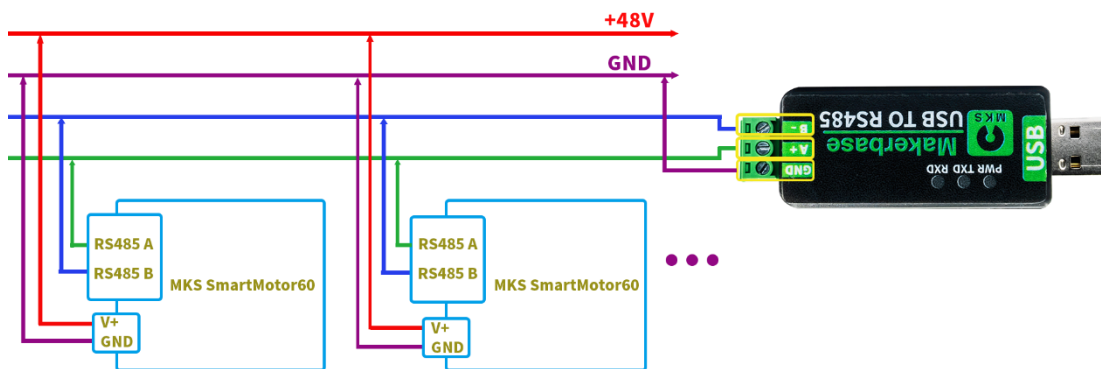 +48V
GND
B -
A+
GND
USB TO RS485
Makerbase
MKS
PWR TXD RXD
USB
RS485 A
RS485 B
MKS SmartMotor60
V+
GND
RS485 A
RS485 B
MKS SmartMotor60
V+
GND